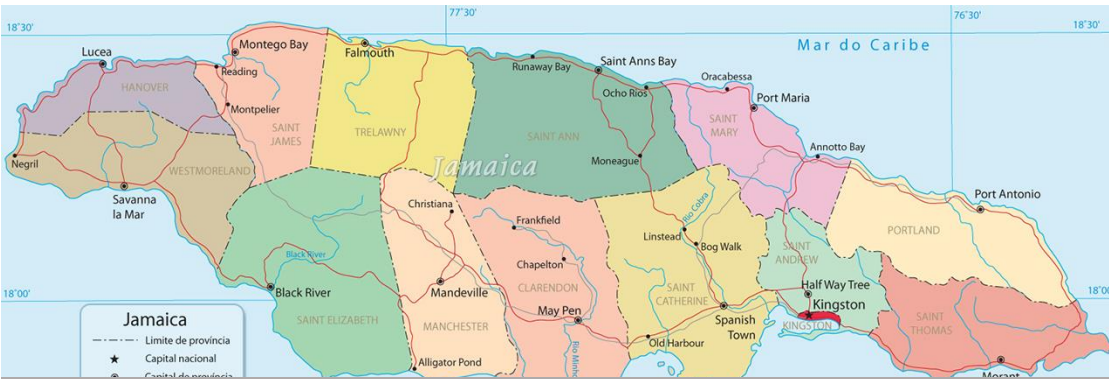 77°30'
76°30'
18°30'
18°30'
Mar do Caribe
Lucea
Montego Bay
Falmouth
Reading
Runaway Bay
Saint Anns Bay
Oracabessa
HANOVER
Ocho Rios
Port Maria
Montpelier
SAINT
JAMES
TRELAWNY
SAINT ANN
SAINT
MARY
Negril
WESTMORELAND
Jamaica
Moneague
Annotto Bay
Savanna
la Mar
Christiana
Frankfield
Rio Cobra
Port Antonio
Linstead
Bog Walk
PORTLAND
Black River
Chapelton
SAINT
ANDREW
Black River
Mandeville
CLARENDON
SAINT
CATHERINE
Half Way Tree
18°00'
18°00'
Kingston
May Pen
Spanish
Town
KINGSTON
SAINT
THOMAS
SAINT ELIZABETH
MANCHESTER
Old Harbour
Rio Minho
Alligator Pond
Morant
Jamaica
Limite de província
Capital nacional
Capital de província